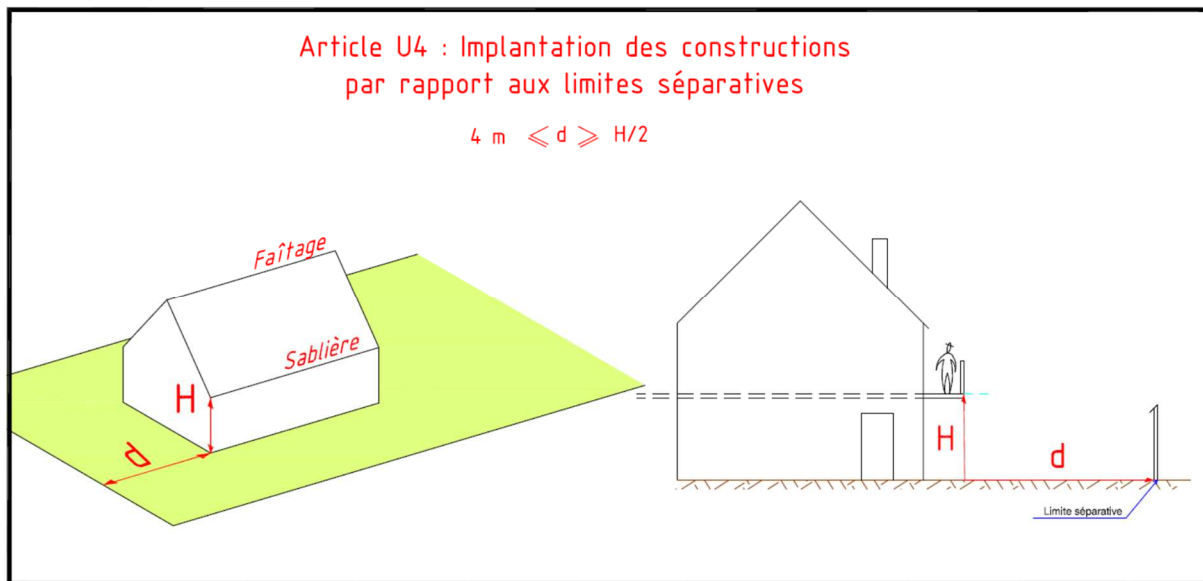 Article U4 : Implantation des constructions
par rapport aux limites séparatives
4 m ⩽ d ⩾ H/2
Faîtage
Sablière
H
d
H
d
Limite séparative